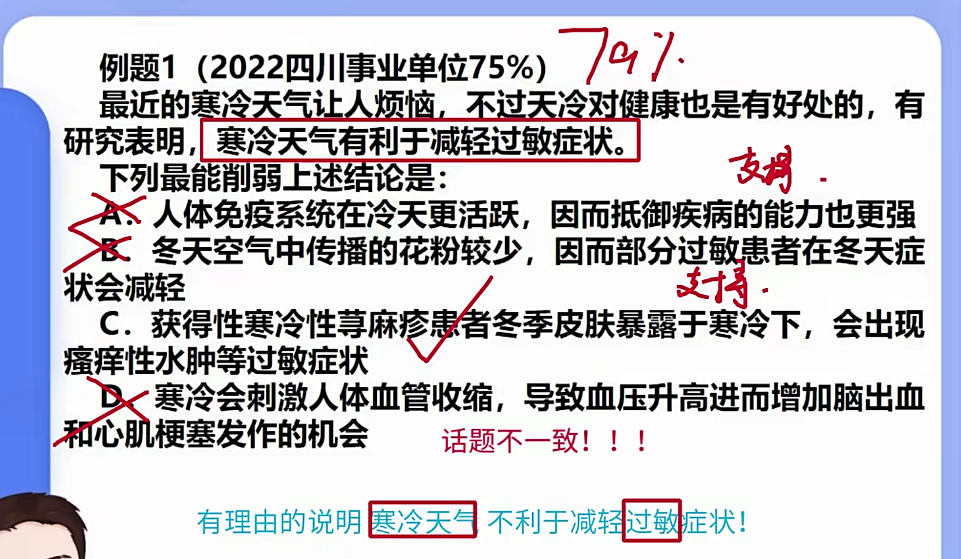 例题1（2022四川事业单位75%） 79%.
最近的寒冷天气让人烦恼，不过天冷对健康也是有好处的，有
研究表明，寒冷天气有利于减轻过敏症状。
下列最能削弱上述结论是：
支持.
A．人体免疫系统在冷天更活跃，因而抵御疾病的能力也更强
B．冬天空气中传播的花粉较少，因而部分过敏患者在冬天症
状会减轻
支持.
C．获得性寒冷性荨麻疹患者冬季皮肤暴露于寒冷下，会出现
瘙痒性水肿等过敏症状
D．寒冷会刺激人体血管收缩，导致血压升高进而增加脑出血
和心肌梗塞发作的机会
话题不一致！！！
有理由的说明 寒冷天气 不利于减轻过敏症状！